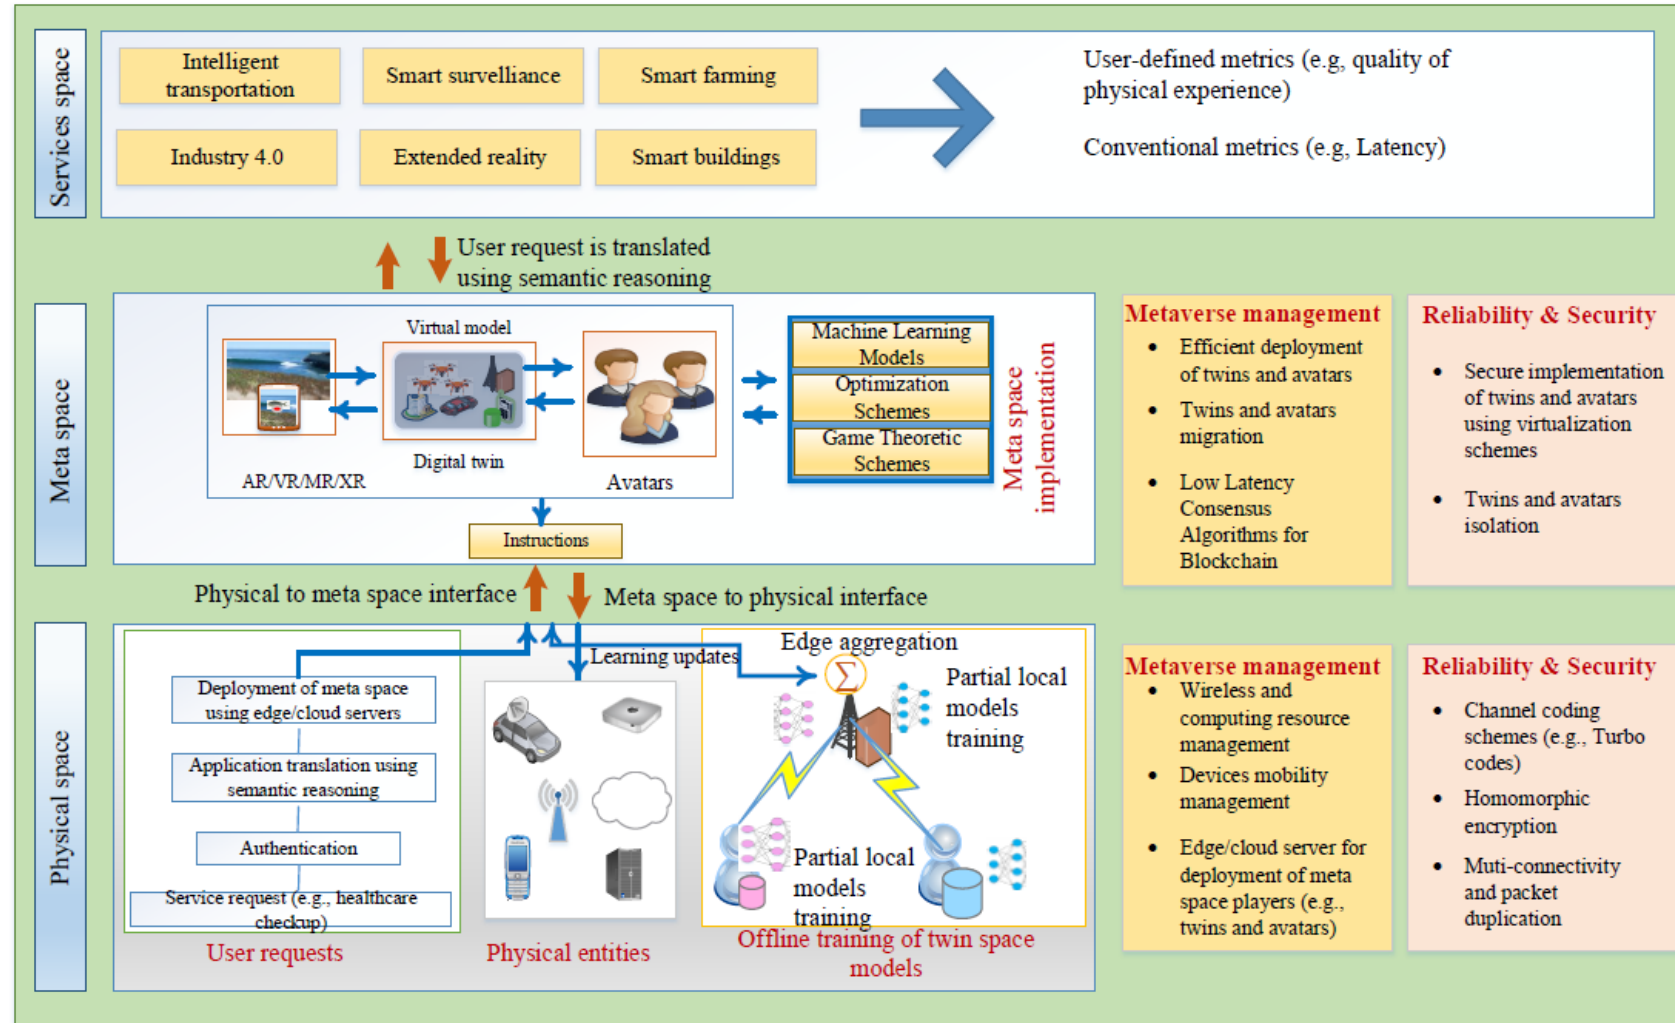 Services space
Intelligent
transportation
Smart survelliance
Smart farming
Industry 4.0
Extended reality
Smart buildings
User-defined metrics (e.g, quality of
physical experience)
Conventional metrics (e.g, Latency)
User request is translated
using semantic reasoning
Meta space
Virtual model
AR/VR/MR/XR
Digital twin
Avatars
Instructions
Machine Learning
Models
Optimization
Schemes
Game Theoretic
Schemes
Meta space
implementation
Metaverse management
• Efficient deployment
of twins and avatars
• Twins and avatars
migration
• Low Latency
Consensus
Algorithms for
Blockchain
Reliability & Security
• Secure implementation
of twins and avatars
using virtualization
schemes
• Twins and avatars
isolation
Physical to meta space interface
Meta space to physical interface
Physical space
Deployment of meta space
using edge/cloud servers
Application translation using
semantic reasoning
Authentication
Service request (e.g., healthcare
checkup)
User requests
Learning updates
Physical entities
Edge aggregation
Σ
Partial local
models
training
Partial local
models
training
Offline training of twin space
models
Metaverse management
• Wireless and
computing resource
management
• Devices mobility
management
• Edge/cloud server for
deployment of meta
space players (e.g.,
twins and avatars)
Reliability & Security
• Channel coding
schemes (e.g., Turbo
codes)
• Homomorphic
encryption
• Muti-connectivity
and packet
duplication